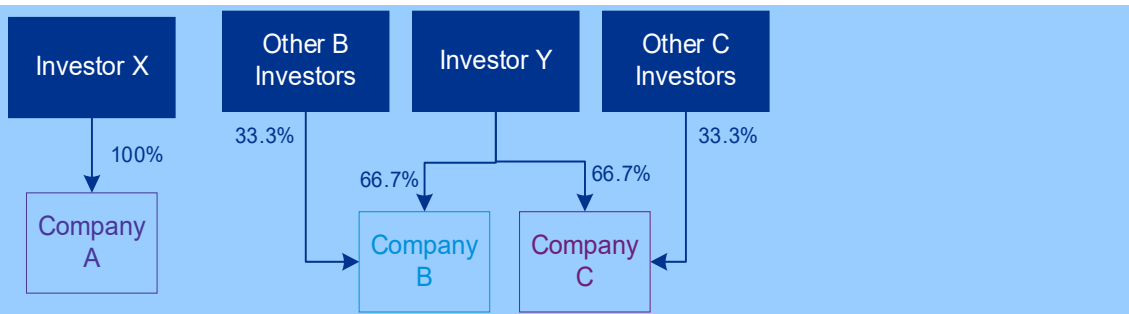 Investor X
Other B
Investors
Investor Y
Other C
Investors
100%
33.3%
66.7%
66.7%
33.3%
Company
A
Company
B
Company
C